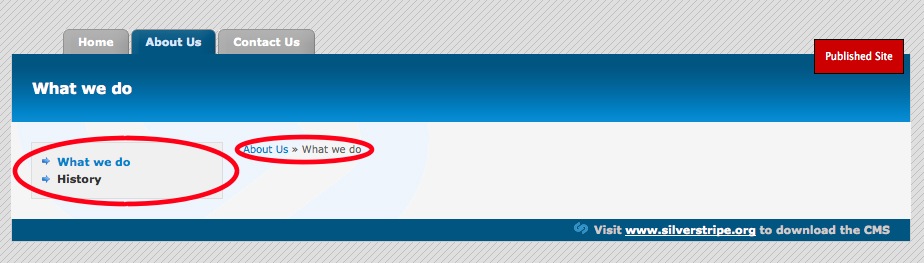 Home About Us Contact Us
Published Site
What we do
About Us » What we do
What we do
History
Visit www.silverstripe.org to download the CMS